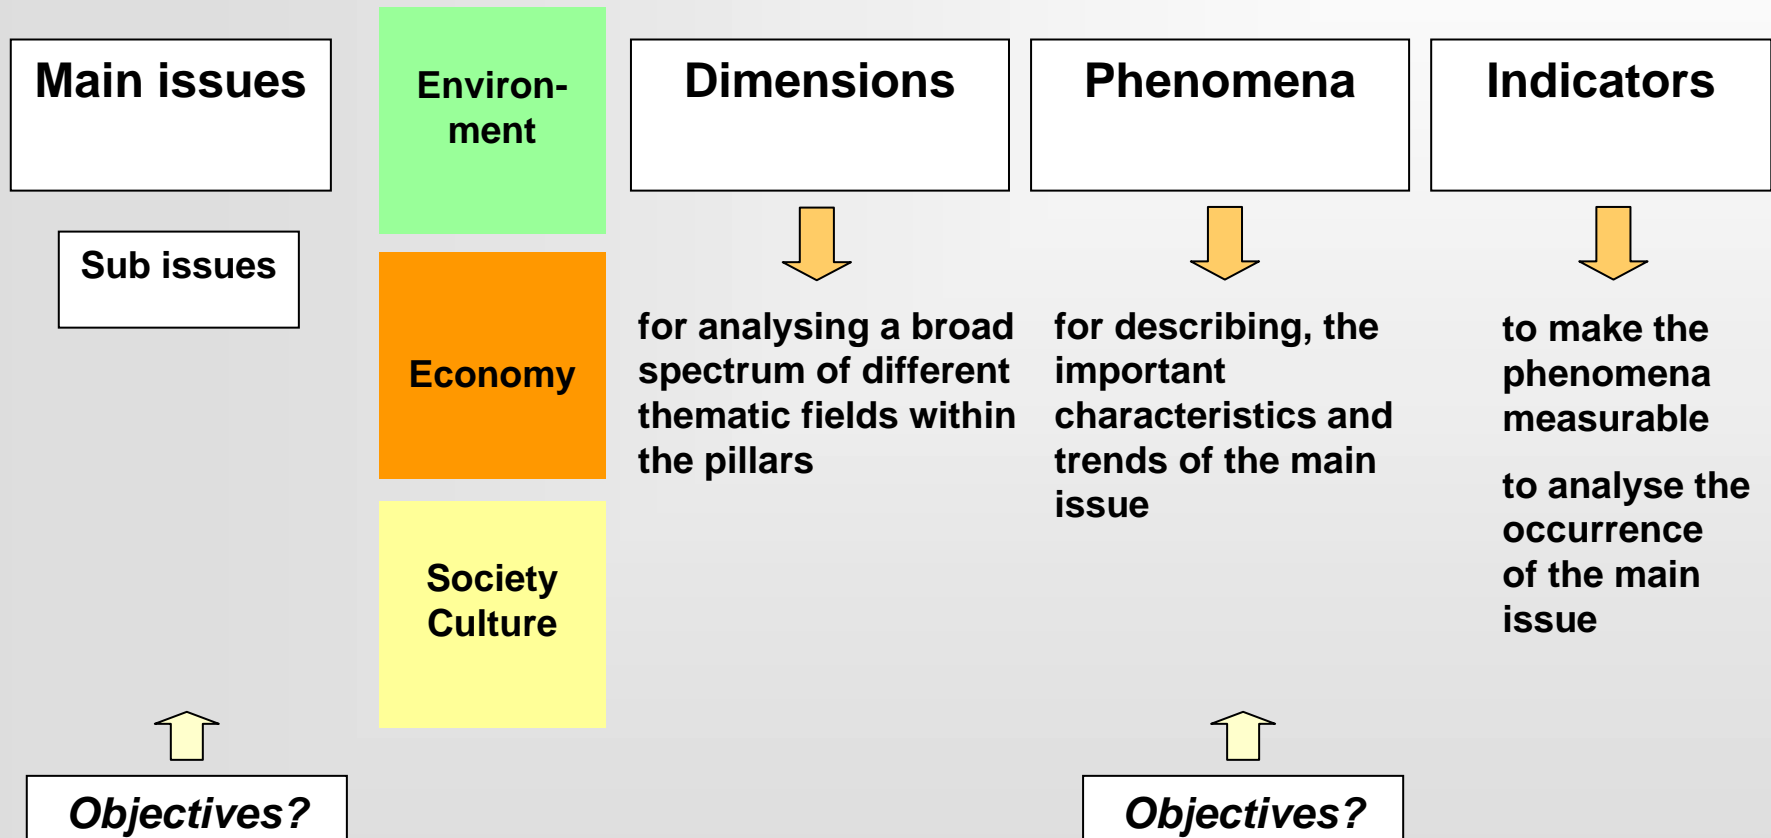 Main issues
Sub issues
Environ-
ment
Economy
Society
Culture
Dimensions
for analysing a broad
spectrum of different
thematic fields within
the pillars
Phenomena
for describing, the
important
characteristics and
trends of the main
issue
Indicators
to make the
phenomena
measurable
to analyse the
occurrence
of the main
issue
Objectives?
Objectives?